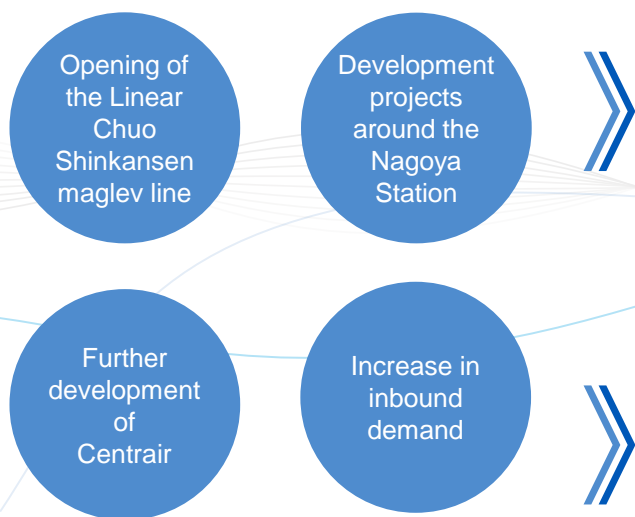 Opening of
the Linear
Chuo
Shinkansen
maglev line
Development
projects
around the
Nagoya
Station
Further
development
of
Centrair
Increase in
inbound
demand